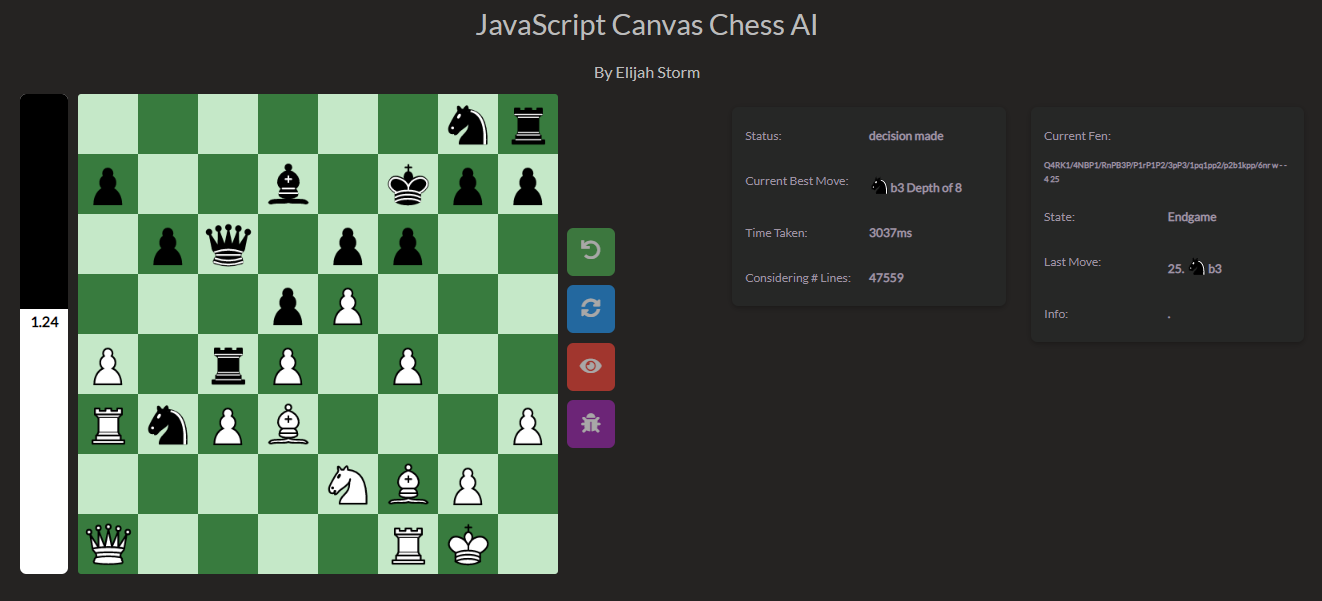 JavaScript Canvas Chess AI
By Elijah Storm
1.24
Status: decision made
Current Best Move: b3 Depth of 8
Time Taken: 3037ms
Considering # Lines: 47559
Current Fen:
Q4RK1/4NBP1/RnPB3P/P1rP1P2/3pP3/1pq1pp2/p2b1kpp/6nr w - -
4 25
State: Endgame
Last Move: 25. b3
Info: .